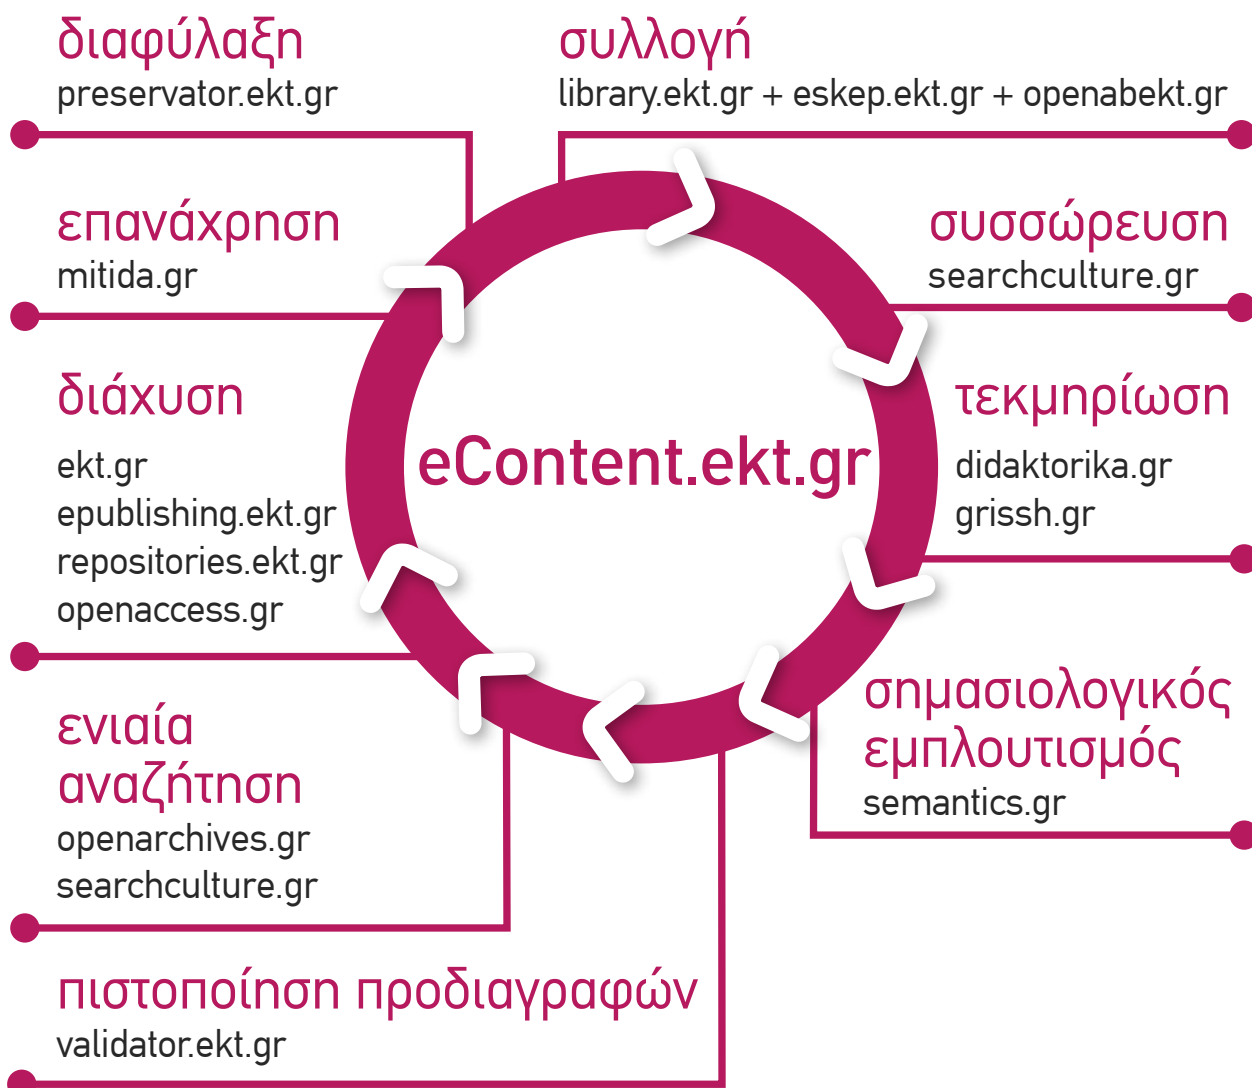 διαφύλαξη
preservator.ekt.gr
συλλογή
library.ekt.gr + eskep.ekt.gr + openabekt.gr
επανάχρηση
mitida.gr
συσσώρευση
searchculture.gr
διάχυση
ekt.gr
epublishing.ekt.gr
repositories.ekt.gr
openaccess.gr
eContent.ekt.gr
τεκμηρίωση
didaktorika.gr
grissh.gr
σημασιολογικός
εμπλουτισμός
semantics.gr
ενιαία
αναζήτηση
openarchives.gr
searchculture.gr
πιστοποίηση προδιαγραφών
validator.ekt.gr